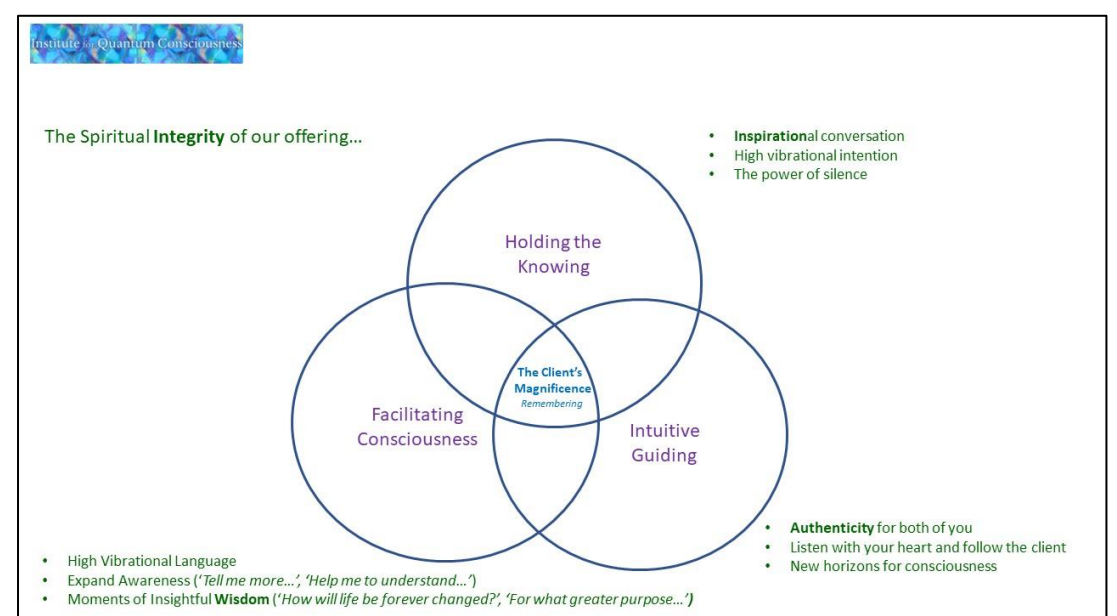 Institute for Quantum Consciousness
The Spiritual Integrity of our offering...
• Inspirational conversation
• High vibrational intention
• The power of silence
Holding the
Knowing
The Client's
Magnificence
Remembering
Facilitating
Consciousness
Intuitive
Guiding
• Authenticity for both of you
• Listen with your heart and follow the client
• New horizons for consciousness
• High Vibrational Language
• Expand Awareness ('Tell me more...', 'Help me to understand...')
• Moments of Insightful Wisdom ('How will life be forever changed?', 'For what greater purpose...')